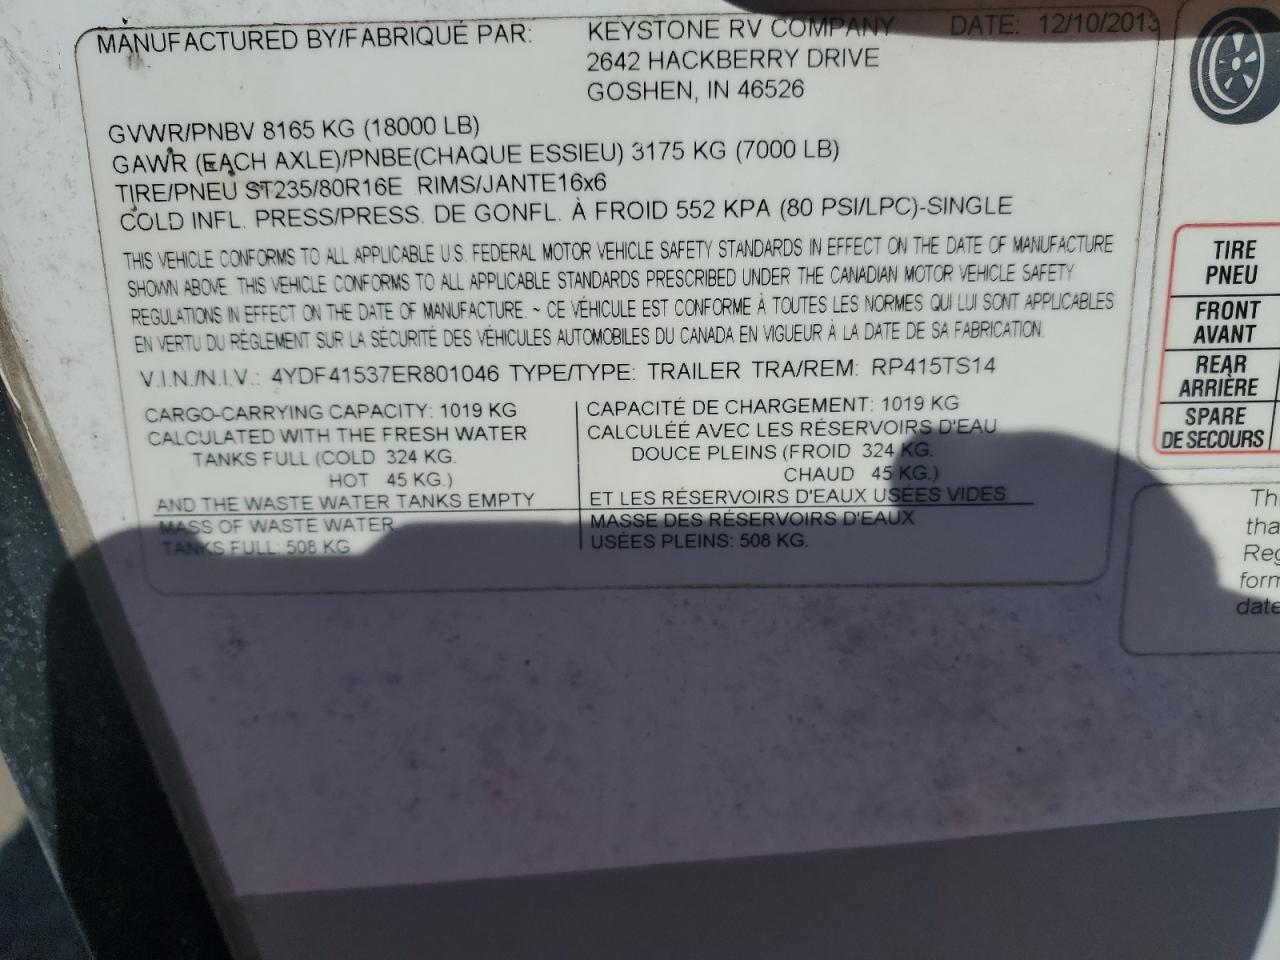 MANUFACTURED BY/FABRIQUÉ PAR: KEYSTONE RV COMPANY DATE: 12/10/2013
2642 HACKBERRY DRIVE
GOSHEN, IN 46526
GVWR/PNBV 8165 KG (18000 LB)
GAWR (EACH AXLE)/PNBE(CHAQUE ESSIEU) 3175 KG (7000 LB)
TIRE/PNEU ST235/80R16E RIMS/JANTE16x6
COLD INFL. PRESS/PRESS. DE GONFL. À FROID 552 KPA (80 PSI/LPC)-SINGLE
THIS VEHICLE CONFORMS TO ALL APPLICABLE U.S. FEDERAL MOTOR VEHICLE SAFETY STANDARDS IN EFFECT ON THE DATE OF MANUFACTURE
SHOWN ABOVE. THIS VEHICLE CONFORMS TO ALL APPLICABLE STANDARDS PRESCRIBED UNDER THE CANADIAN MOTOR VEHICLE SAFETY
REGULATIONS IN EFFECT ON THE DATE OF MANUFACTURE. ~ CE VÉHICULE EST CONFORME À TOUTES LES NORMES QUI LUI SONT APPLICABLES
EN VERTU DU RÈGLEMENT SUR LA SÉCURITÉ DES VÉHICULES AUTOMOBILES DU CANADA EN VIGUEUR À LA DATE DE SA FABRICATION.
V.I.N./N.I.V.: 4YDF41537ER801046 TYPE/TYPE: TRAILER TRA/REM: RP415TS14
CARGO-CARRYING CAPACITY: 1019 KG
CALCULATED WITH THE FRESH WATER
TANKS FULL (COLD 324 KG.
HOT 45 KG.)
AND THE WASTE WATER TANKS EMPTY
MASS OF WASTE WATER
TANKS FULL: 508 KG
CAPACITÉ DE CHARGEMENT: 1019 KG
CALCULÉÉ AVEC LES RÉSERVOIRS D'EAU
DOUCE PLEINS (FROID 324 KG.
CHAUD 45 KG.)
ET LES RÉSERVOIRS D'EAUX USÉES VIDES
MASSE DES RÉSERVOIRS D'EAUX
USÉES PLEINS: 508 KG.
TIRE
PNEU
FRONT
AVANT
REAR
ARRIÈRE
SPARE
DE SECOURS